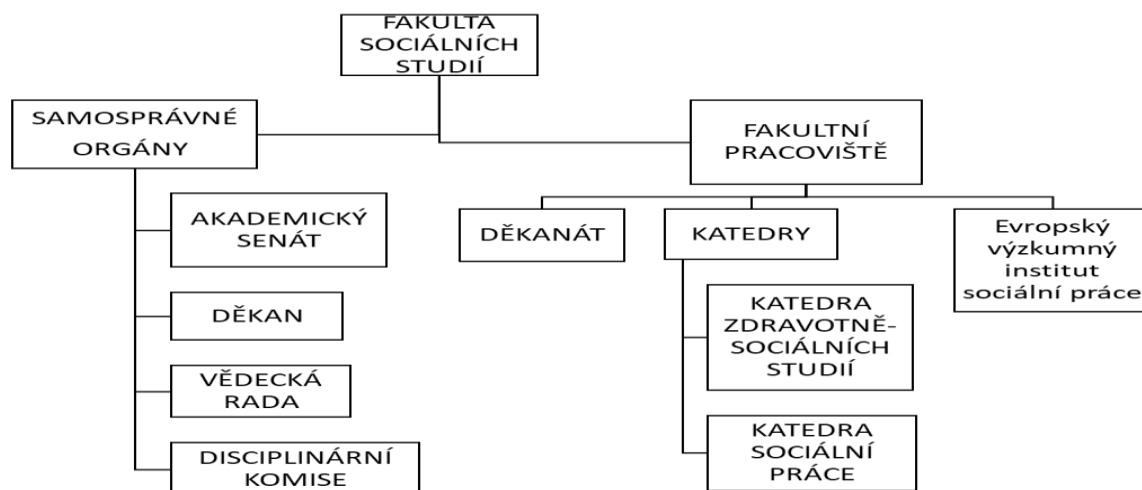 FAKULTA
SOCIÁLNÍCH
STUDIÍ
SAMOSPRÁVNÉ
ORGÁNY
AKADEMICKÝ
SENÁT
DĚKAN
VĚDECKÁ
RADA
DISCIPLINÁRNÍ
KOMISE
FAKULTNÍ
PRACOVIŠTĚ
DĚKANÁT
KATEDRY
KATEDRA
ZDRAVOTNĚ-
SOCIÁLNÍCH
STUDIÍ
KATEDRA
SOCIÁLNÍ
PRÁCE
Evropský
výzkumný
institut
sociální práce